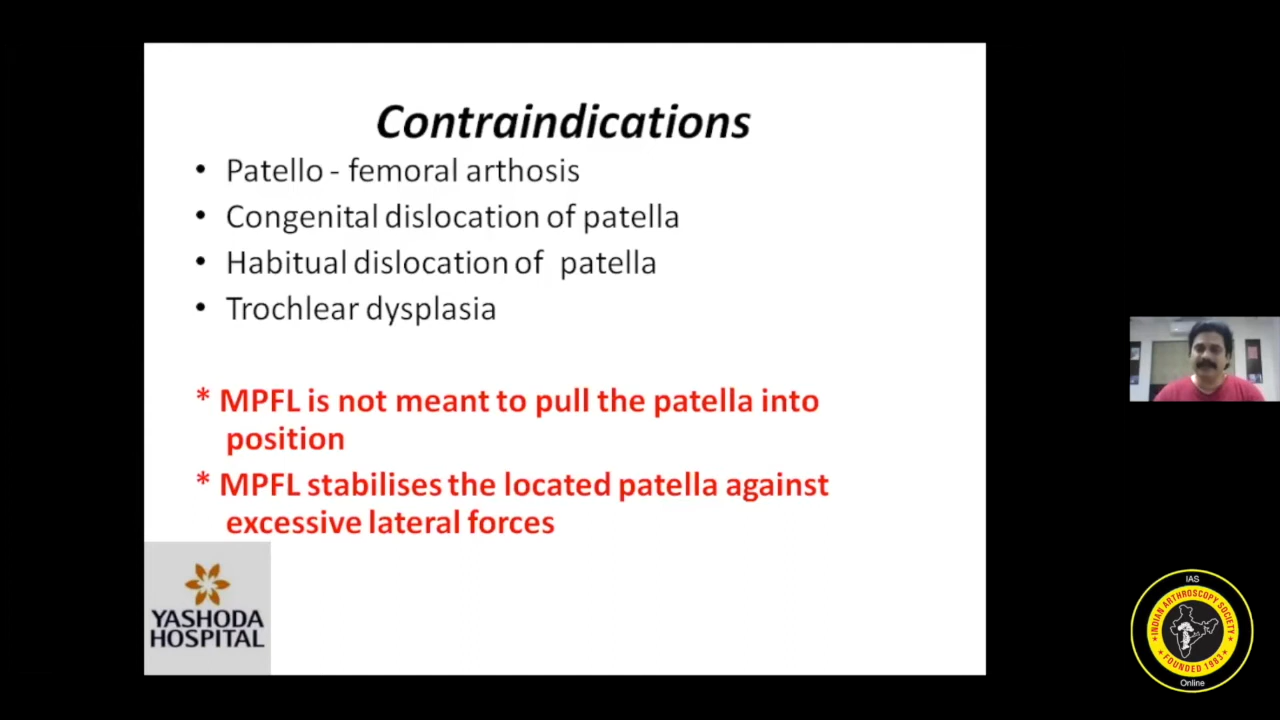 Contraindications
• Patello - femoral arthosis
• Congenital dislocation of patella
• Habitual dislocation of patella
• Trochlear dysplasia
* MPFL is not meant to pull the patella into
position
* MPFL stabilises the located patella against
excessive lateral forces
YASHODA
HOSPITAL
IAS
INDIAN ARTHROSCOPY SOCIETY
FOUNDED 1983
Online